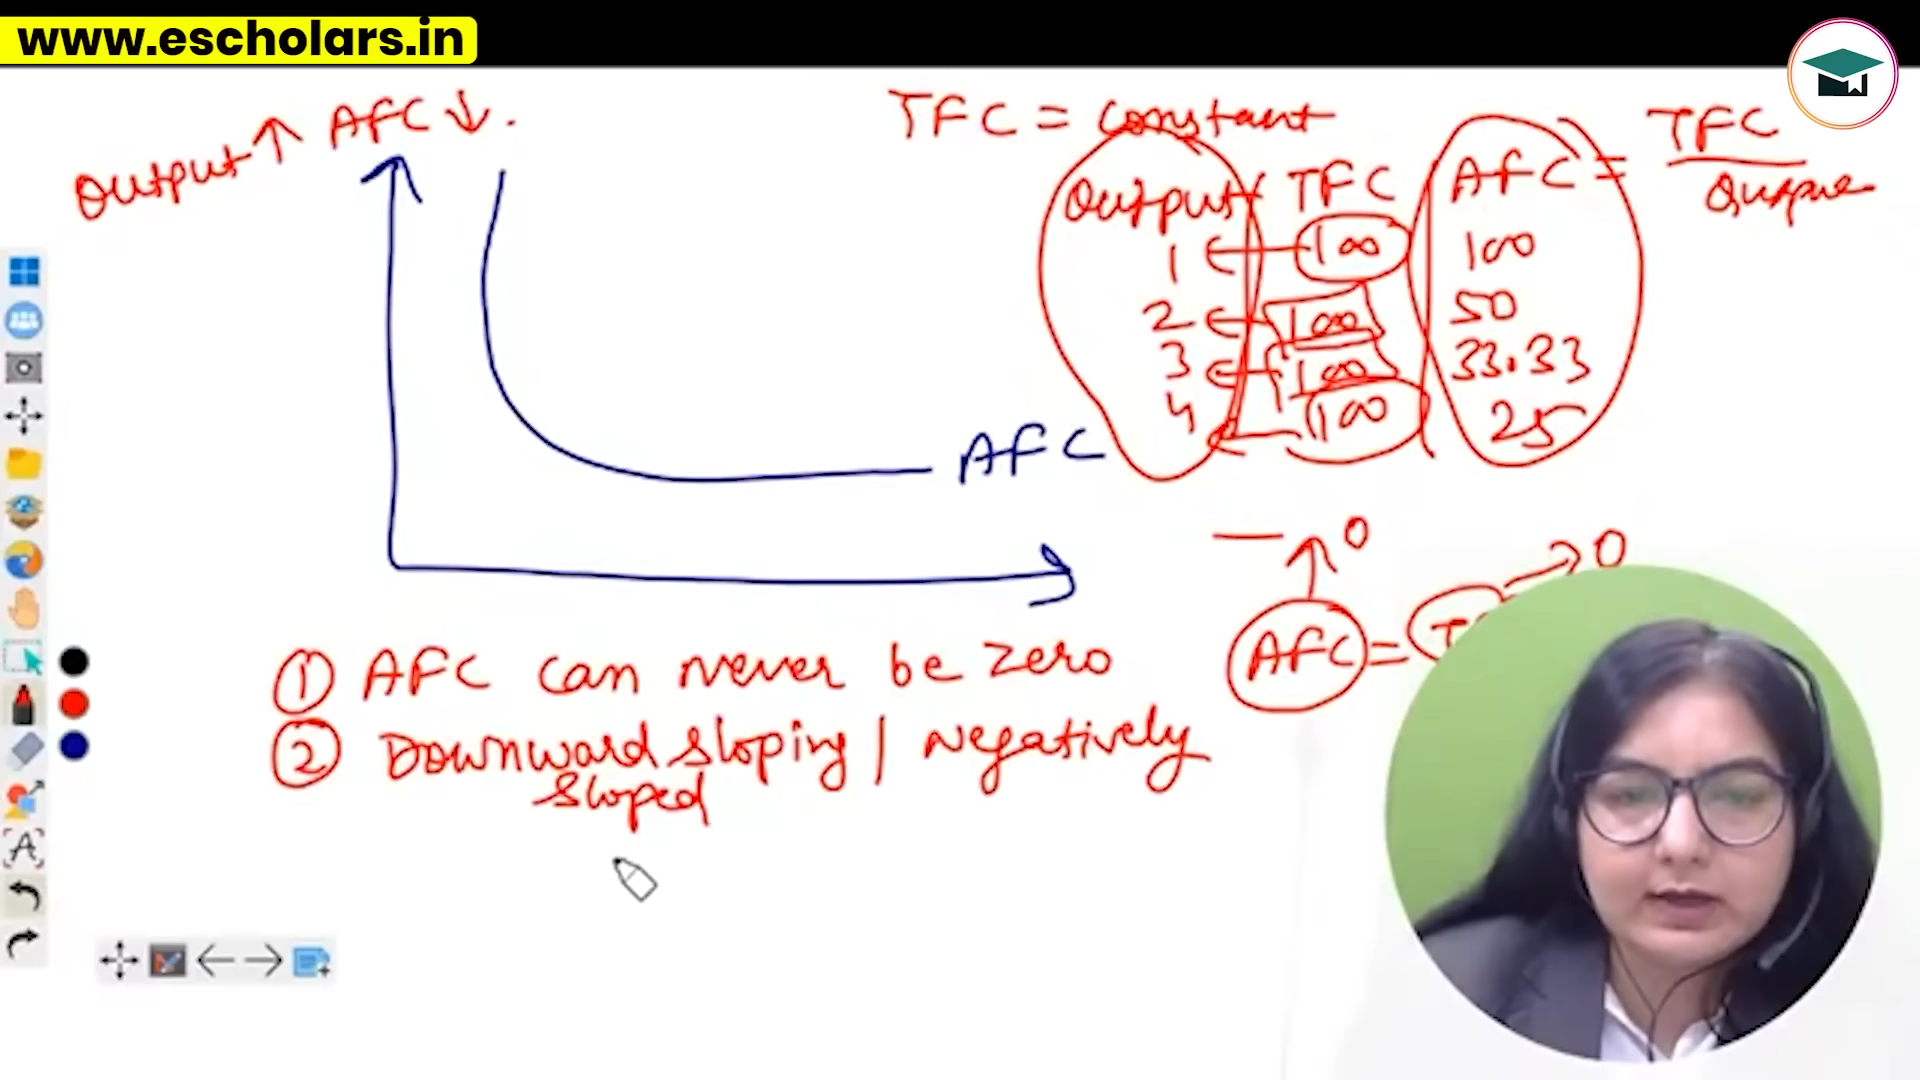 www.escholars.in
Output ↑ AFC ↓.
TFC = Constant
Output TFC AFC = TFC / Output
1 100 100
2 100 50
3 100 33.33
4 100 25
AFC
0 0
AFC =
① AFC can never be zero
② Downward sloping / Negatively
sloped